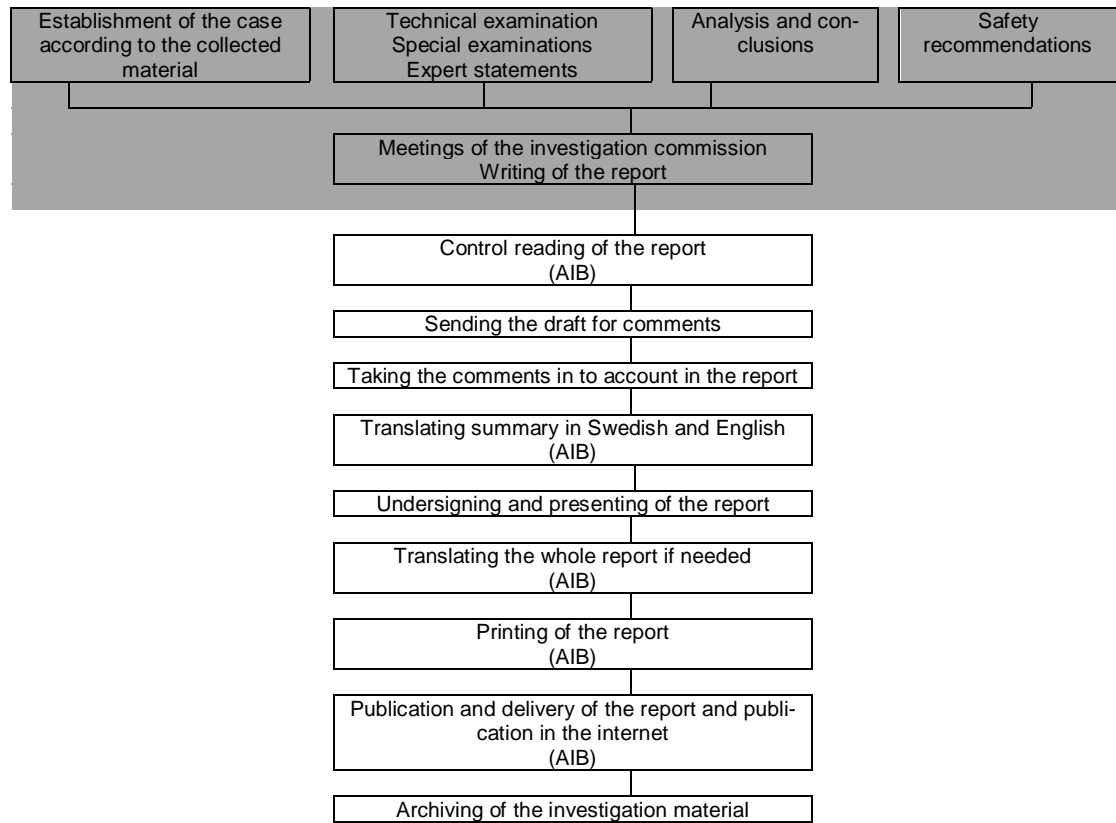 Establishment of the case
according to the collected
material
Technical examination
Special examinations
Expert statements
Analysis and con-
clusions
Safety
recommendations
Meetings of the investigation commission
Writing of the report
Control reading of the report
(AIB)
Sending the draft for comments
Taking the comments in to account in the report
Translating summary in Swedish and English
(AIB)
Undersigning and presenting of the report
Translating the whole report if needed
(AIB)
Printing of the report
(AIB)
Publication and delivery of the report and publi-
cation in the internet
(AIB)
Archiving of the investigation material